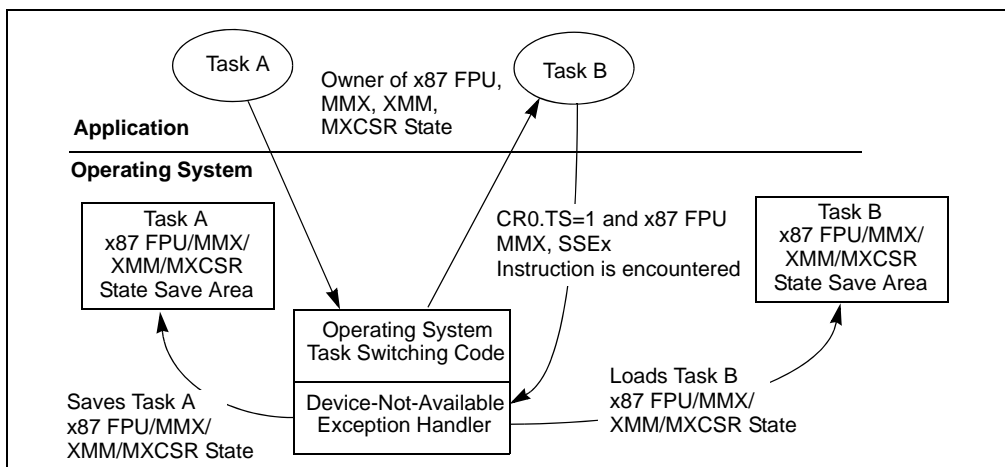 Task A
Owner of x87 FPU,
MMX, XMM,
MXCSR State
Task B
Application
Operating System
Task A
x87 FPU/MMX/
XMM/MXCSR
State Save Area
CR0.TS=1 and x87 FPU
MMX, SSEx
Instruction is encountered
Task B
x87 FPU/MMX/
XMM/MXCSR
State Save Area
Operating System
Task Switching Code
Device-Not-Available
Exception Handler
Saves Task A
x87 FPU/MMX/
XMM/MXCSR State
Loads Task B
x87 FPU/MMX/
XMM/MXCSR State